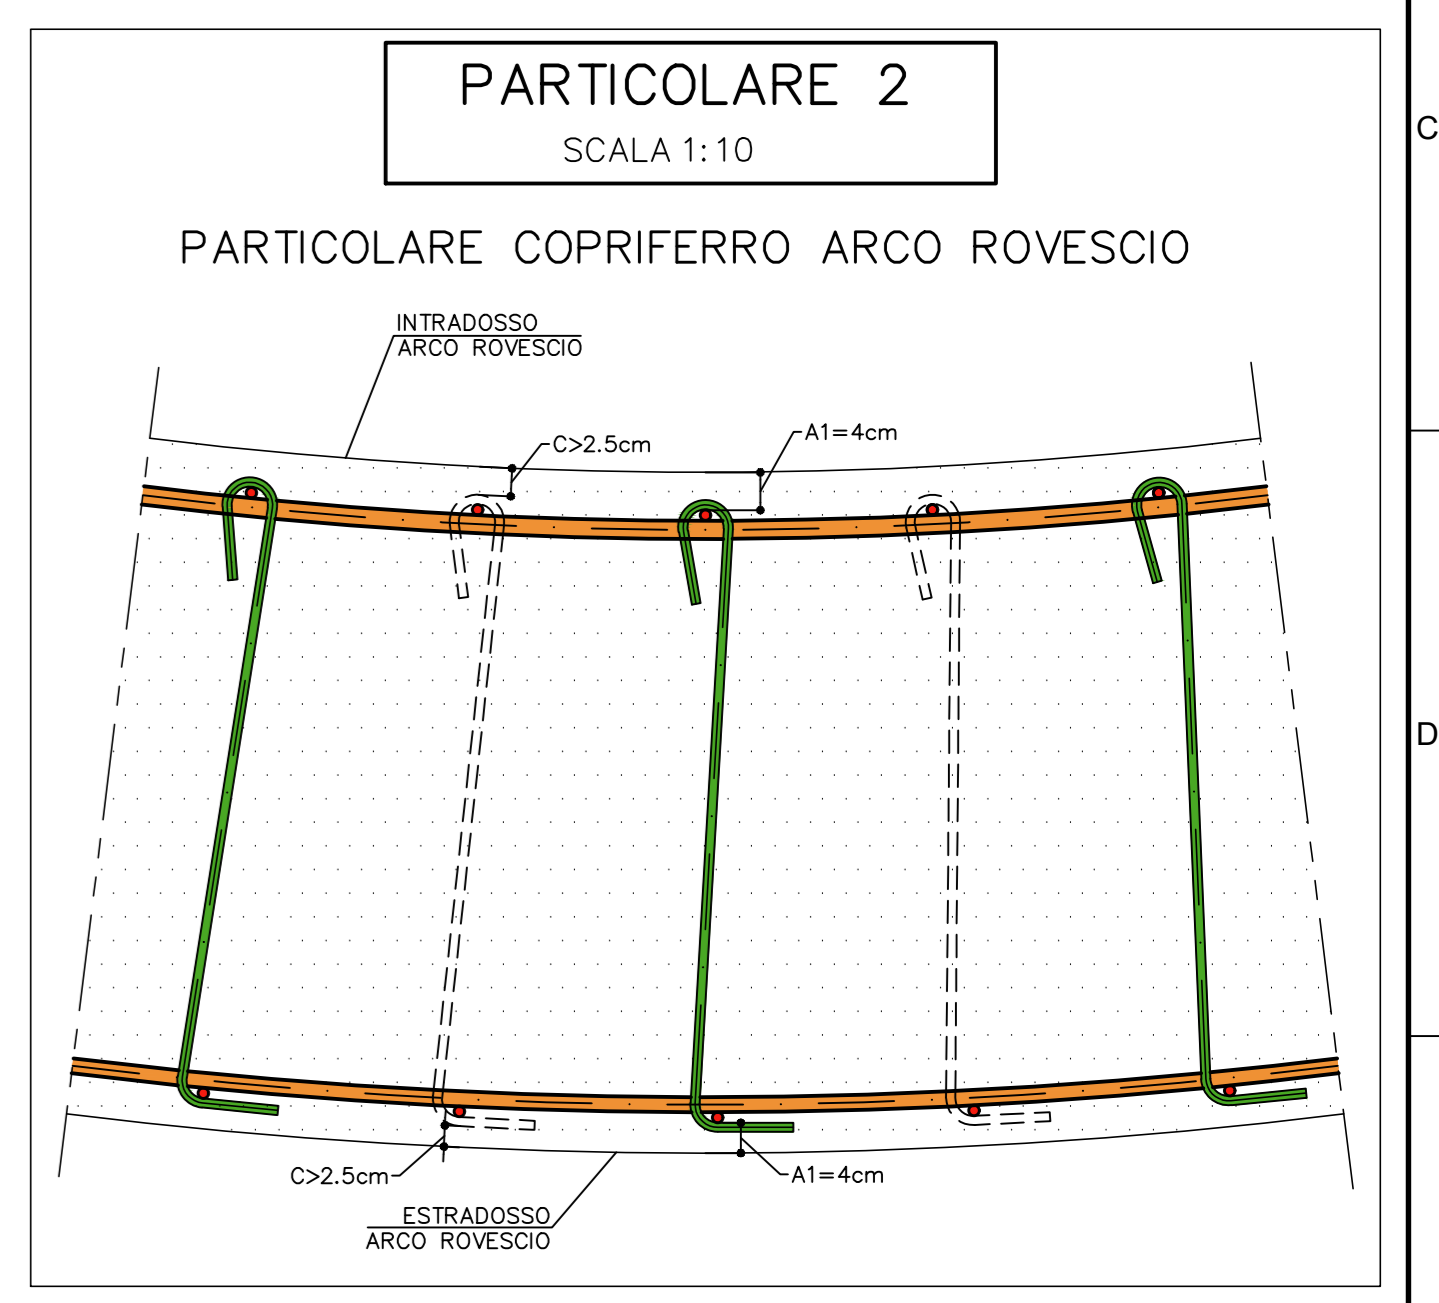 PARTICOLARE 2
SCALA 1:10
C
PARTICOLARE COPRIFERRO ARCO ROVESCIO
INTRADOSSO
ARCO ROVESCIO
C>2.5cm
A1=4cm
D
C>2.5cm
A1=4cm
ESTRADOSSO
ARCO ROVESCIO